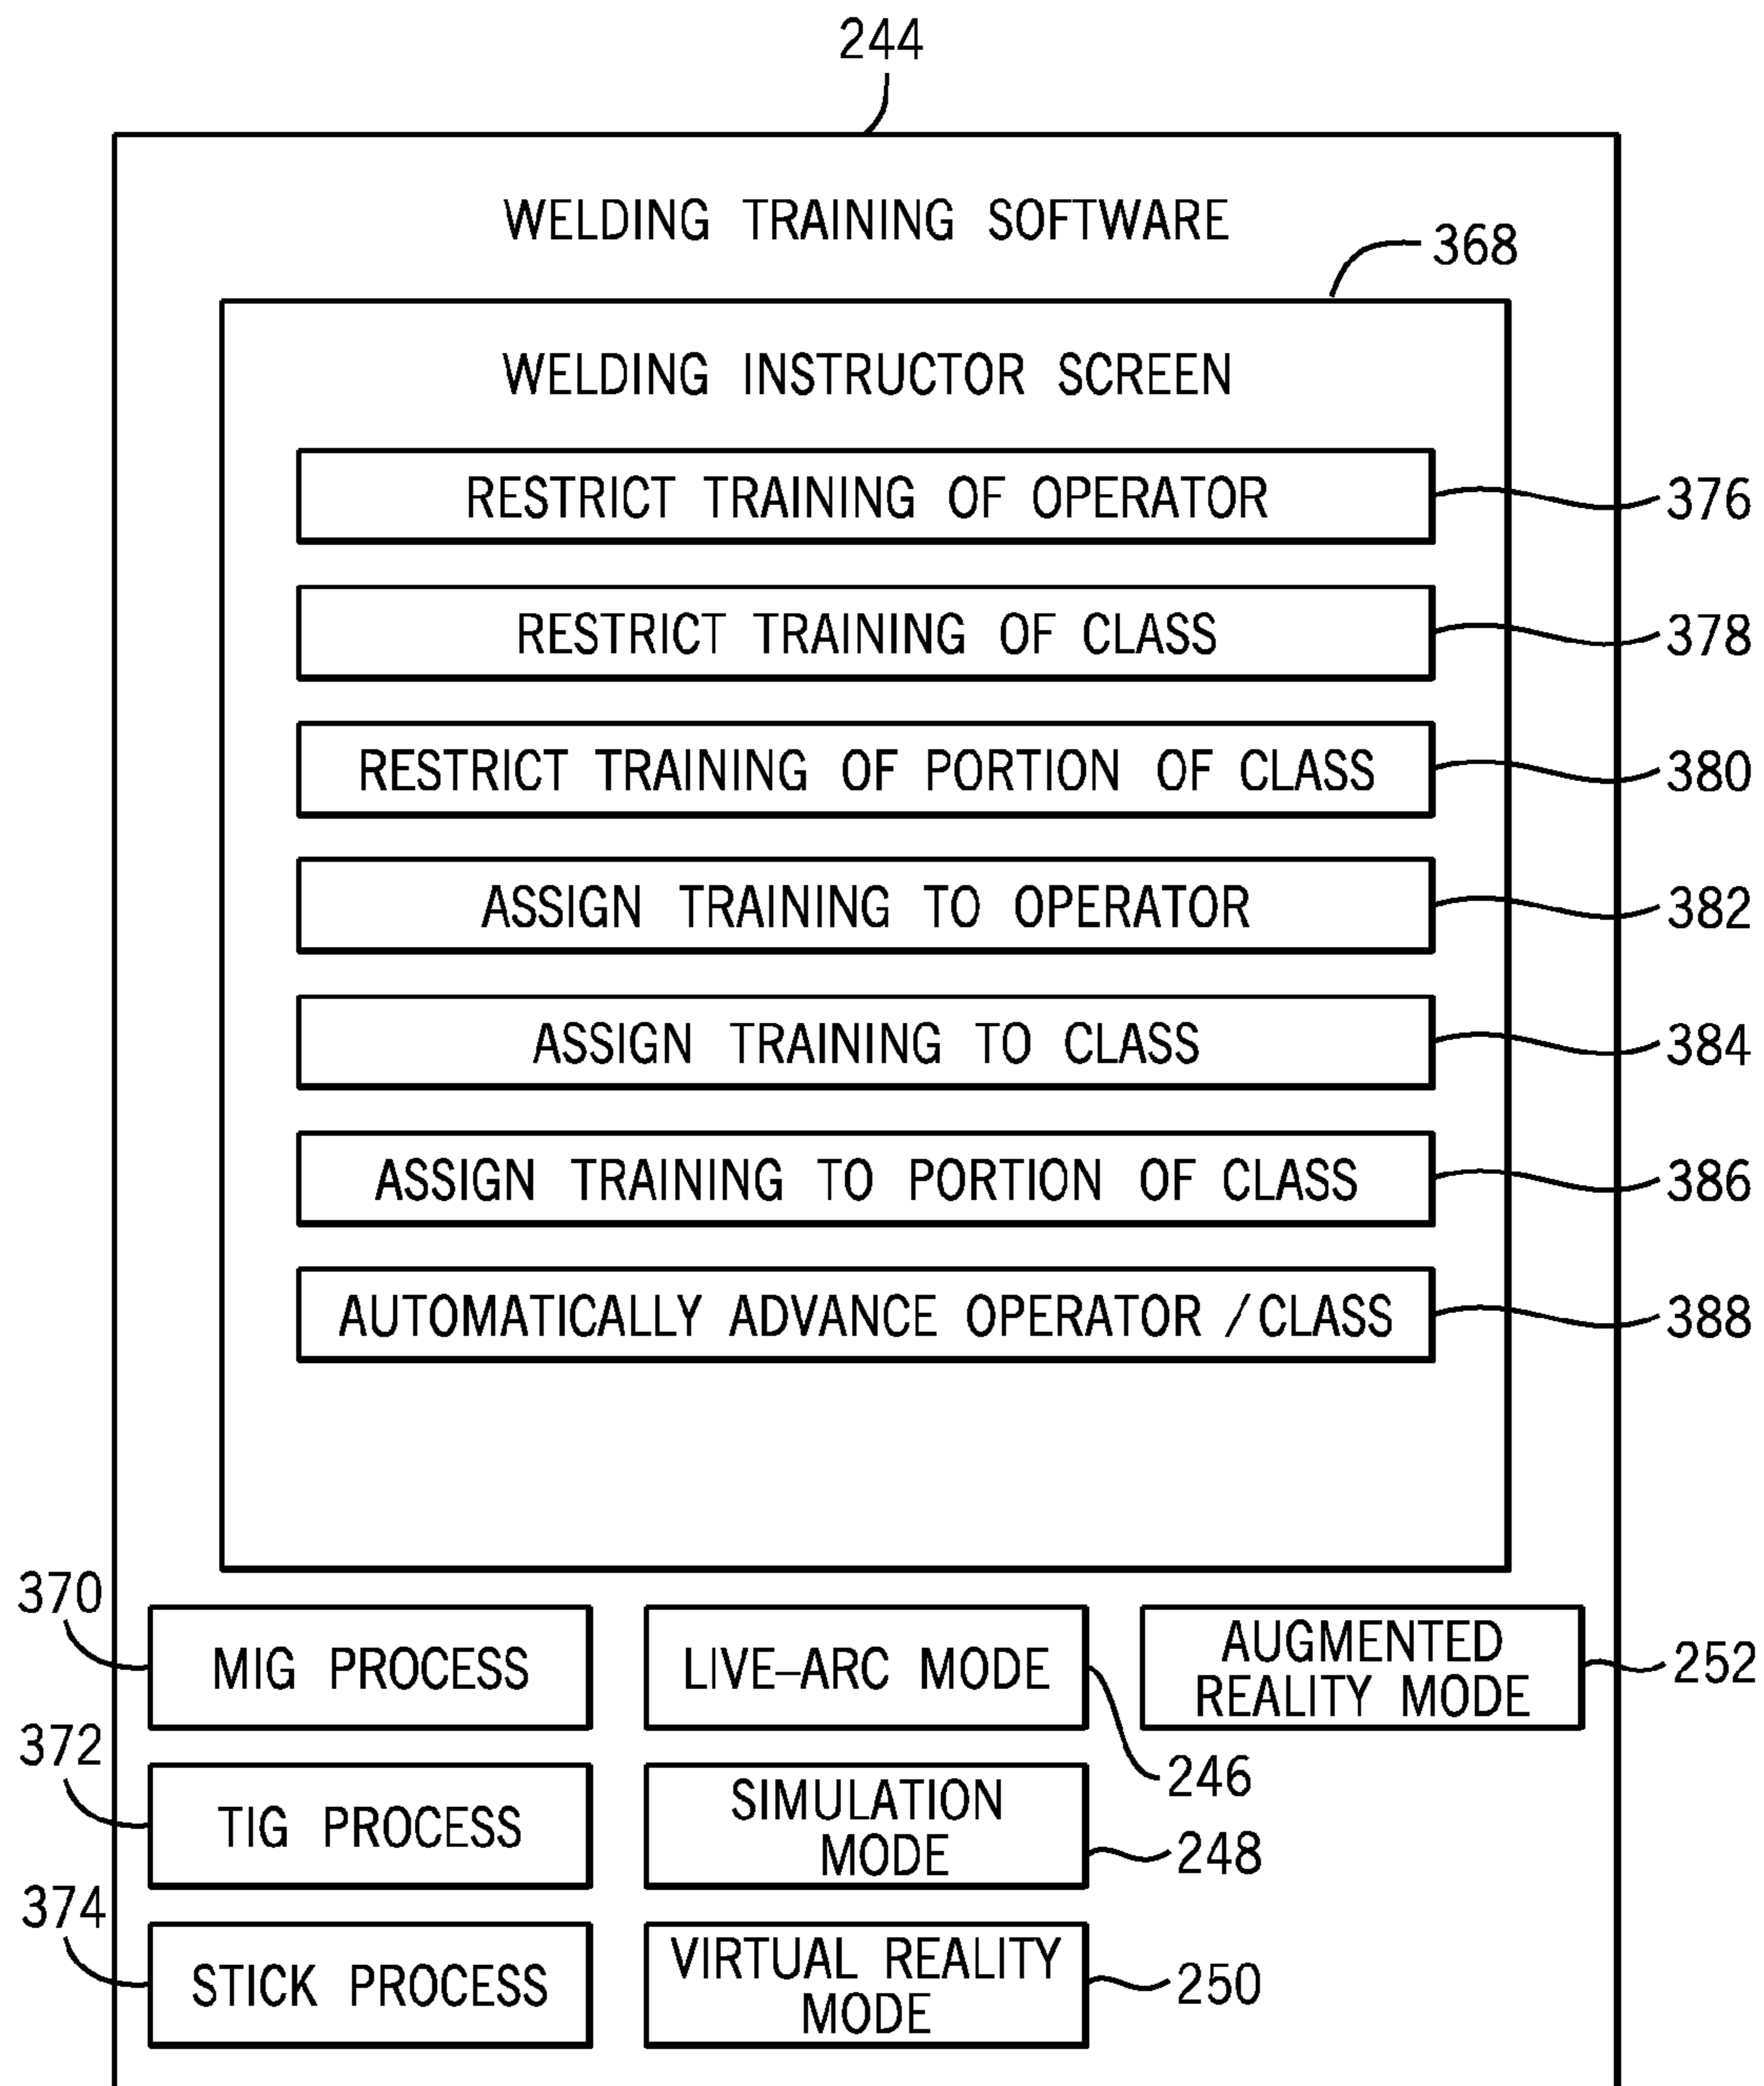 244
WELDING TRAINING SOFTWARE
368
WELDING INSTRUCTOR SCREEN
RESTRICT TRAINING OF OPERATOR
376
RESTRICT TRAINING OF CLASS
378
RESTRICT TRAINING OF PORTION OF CLASS
380
ASSIGN TRAINING TO OPERATOR
382
ASSIGN TRAINING TO CLASS
384
ASSIGN TRAINING TO PORTION OF CLASS
386
AUTOMATICALLY ADVANCE OPERATOR / CLASS
388
370
MIG PROCESS
LIVE–ARC MODE
AUGMENTED
REALITY MODE
252
372
246
TIG PROCESS
SIMULATION
MODE
248
374
STICK PROCESS
VIRTUAL REALITY
MODE
250